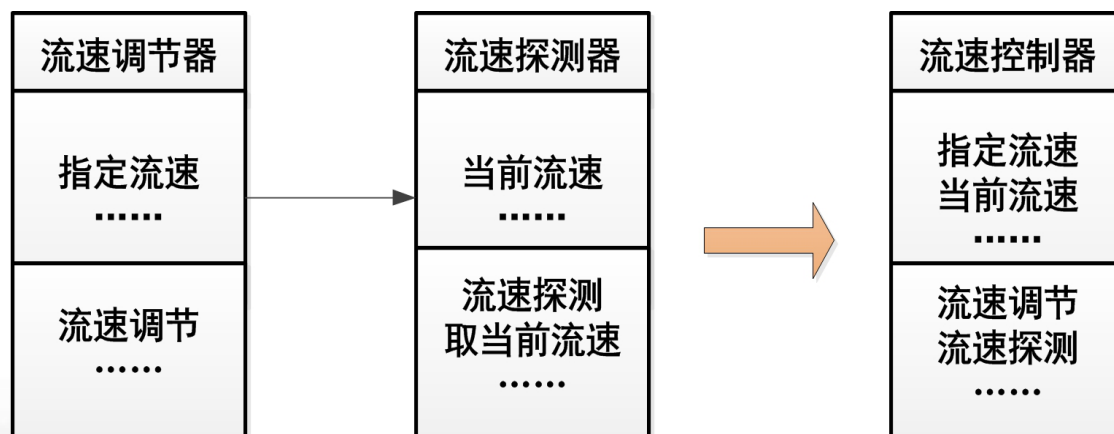 流速调节器
指定流速
……
流速调节
……
流速探测器
当前流速
……
流速探测
取当前流速
……
流速控制器
指定流速
当前流速
……
流速调节
流速探测
……